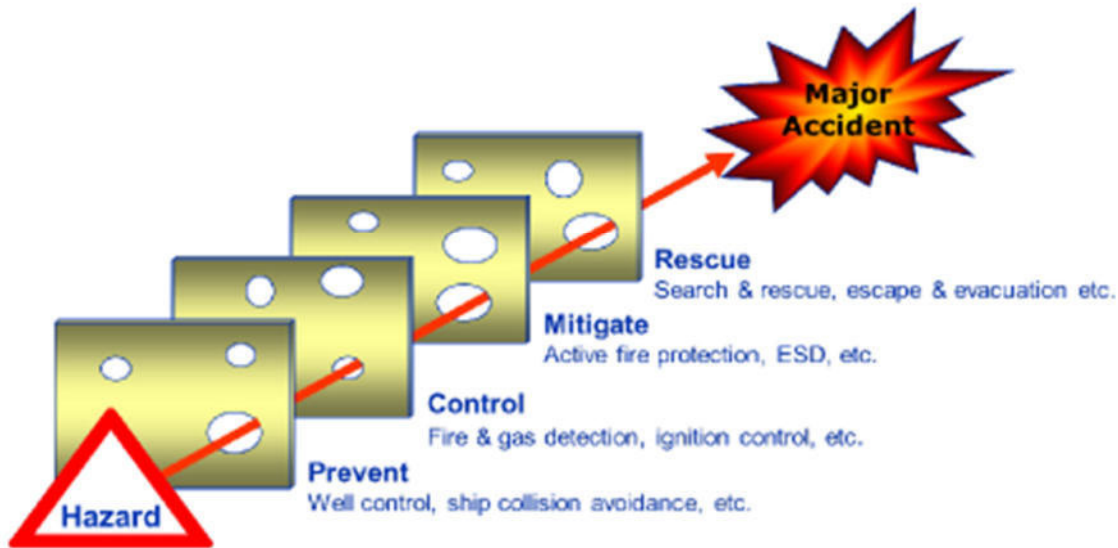 Major
Accident
Rescue
Search & rescue, escape & evacuation etc.
Mitigate
Active fire protection, ESD, etc.
Control
Fire & gas detection, ignition control, etc.
Prevent
Well control, ship collision avoidance, etc.
Hazard